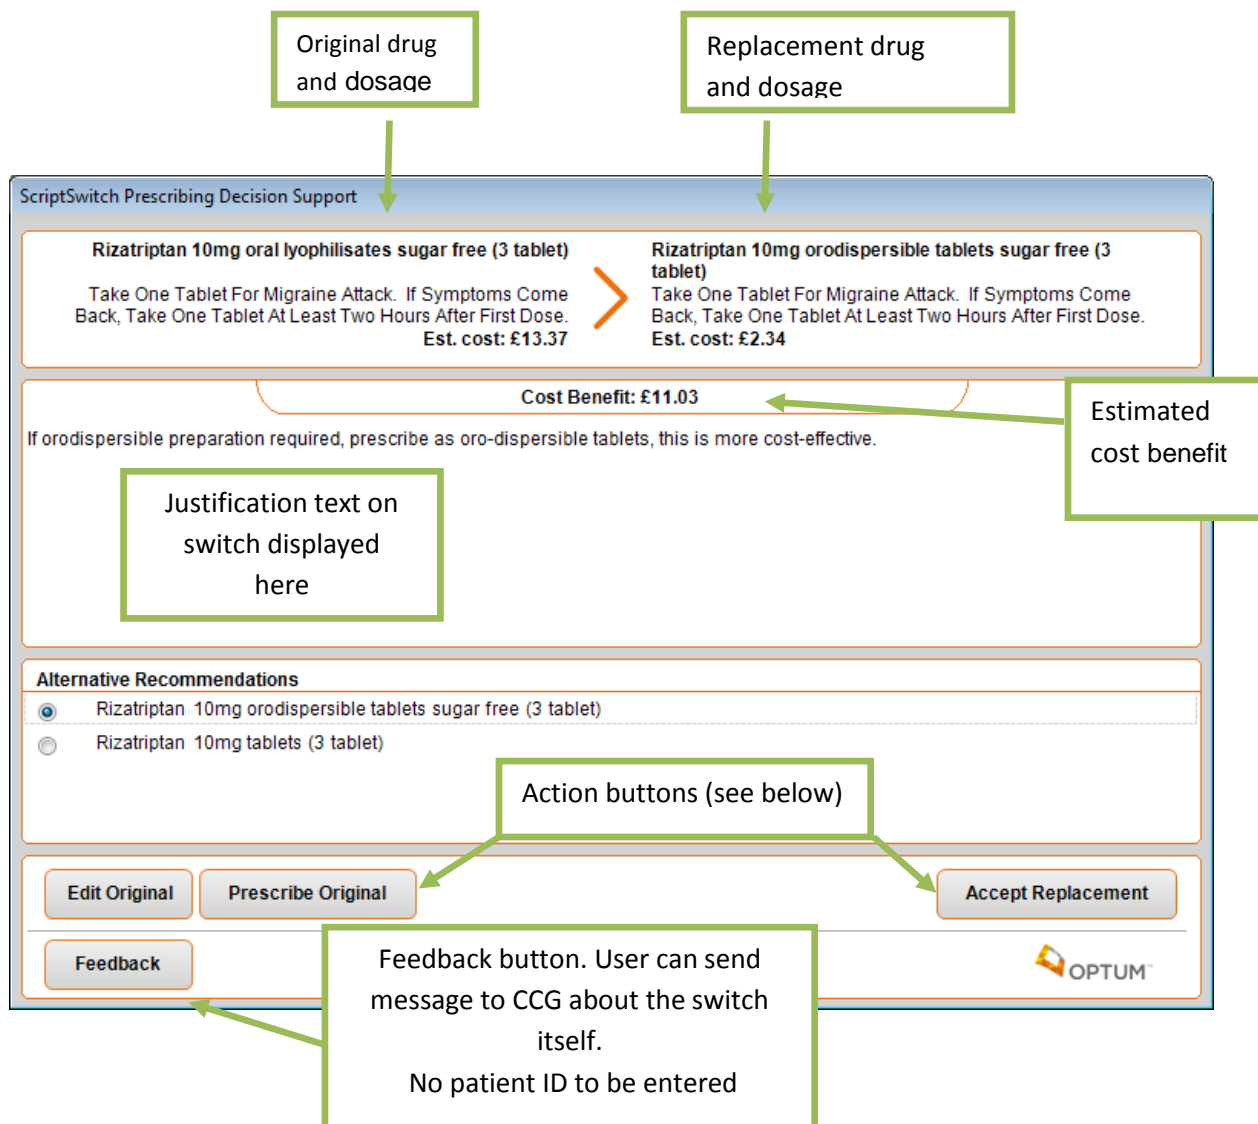 Original drug
and dosage
Replacement drug
and dosage
ScriptSwitch Prescribing Decision Support
Rizatriptan 10mg oral lyophilisates sugar free (3 tablet)
Take One Tablet For Migraine Attack.  If Symptoms Come
Back, Take One Tablet At Least Two Hours After First Dose.
Est. cost: £13.37
Rizatriptan 10mg orodispersible tablets sugar free (3
tablet)
Take One Tablet For Migraine Attack.  If Symptoms Come
Back, Take One Tablet At Least Two Hours After First Dose.
Est. cost: £2.34
Cost Benefit: £11.03
Estimated
cost benefit
If orodispersible preparation required, prescribe as oro-dispersible tablets, this is more cost-effective.
Justification text on
switch displayed
here
Alternative Recommendations
Rizatriptan 10mg orodispersible tablets sugar free (3 tablet)
Rizatriptan 10mg tablets (3 tablet)
Action buttons (see below)
Edit Original
Prescribe Original
Accept Replacement
Feedback
Feedback button. User can send
message to CCG about the switch
itself.
No patient ID to be entered
OPTUM™